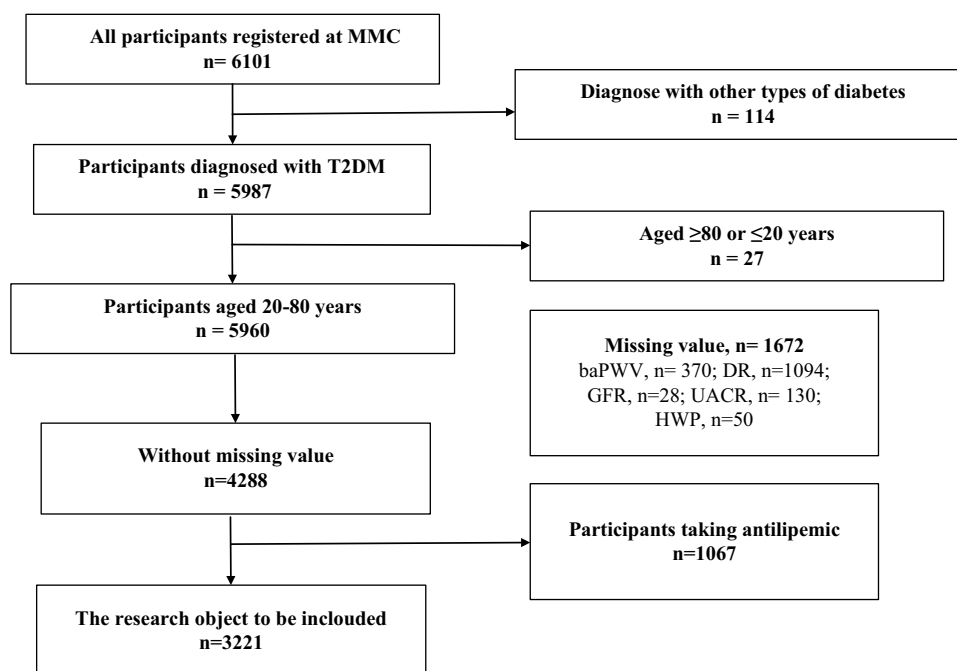 All participants registered at MMC
n= 6101
Diagnose with other types of diabetes
n = 114
Participants diagnosed with T2DM
n = 5987
Aged ≥80 or ≤20 years
n = 27
Participants aged 20-80 years
n = 5960
Missing value, n= 1672
baPWV, n= 370; DR, n=1094;
GFR, n=28; UACR, n= 130;
HWP, n=50
Without missing value
n=4288
Participants taking antilipemic
n=1067
The research object to be inclouded
n=3221